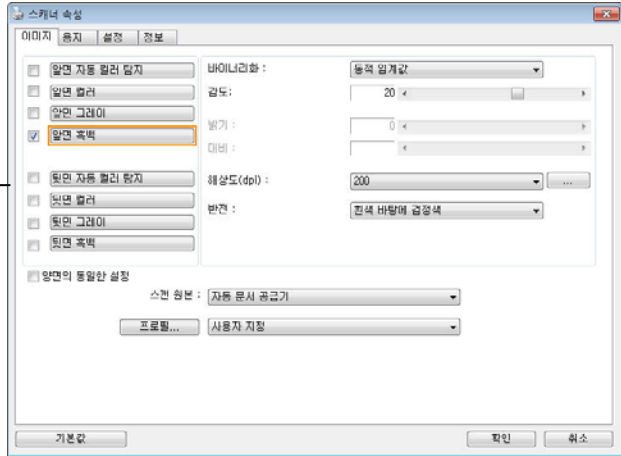 스캐너 속성
이미지 용지 설정 정보
앞면 자동 컬러 탐지
앞면 컬러
앞면 그레이
앞면 흑백
뒷면 자동 컬러 탐지
뒷면 컬러
뒷면 그레이
뒷면 흑백
바이너리화 : 동적 임계값
감도: 20
밝기 : 0
대비 :
해상도(dpi) : 200 ...
반전 : 흰색 바탕에 검정색
양면의 동일한 설정
스캔 원본 : 자동 문서 공급기
프로필... 사용자 지정
기본값 확인 취소